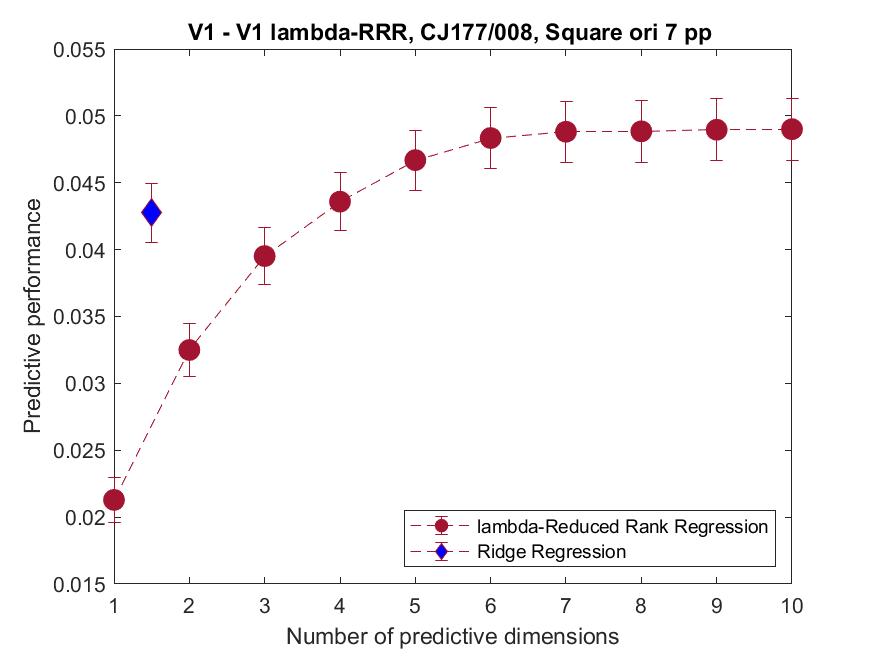 V1 - V1 lambda-RRR, CJ177/008, Square ori 7 pp
0.055
0.05
0.045
0.04
0.035
0.03
0.025
0.02
0.015
Predictive performance
1 2 3 4 5 6 7 8 9 10
Number of predictive dimensions
lambda-Reduced Rank Regression
Ridge Regression